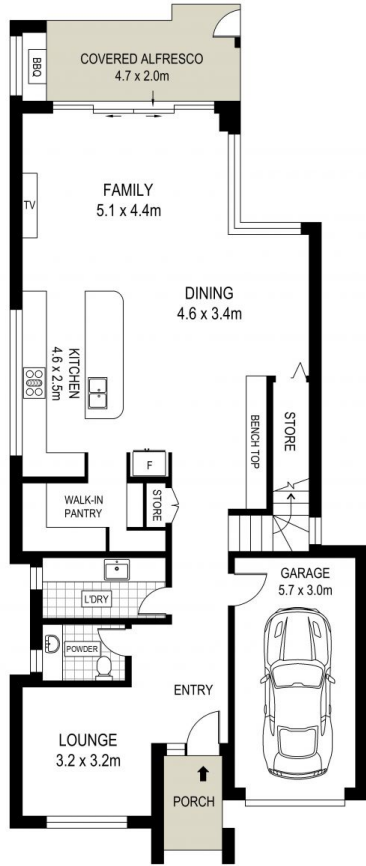 COVERED ALFRESCO
4.7 x 2.0m
BBQ
FAMILY
5.1 x 4.4m
TV
DINING
4.6 x 3.4m
KITCHEN
4.6 x 2.5m
BENCH TOP
STORE
F
WALK-IN
PANTRY
STORE
L'DRY
GARAGE
5.7 x 3.0m
POWDER
ENTRY
LOUNGE
3.2 x 3.2m
PORCH